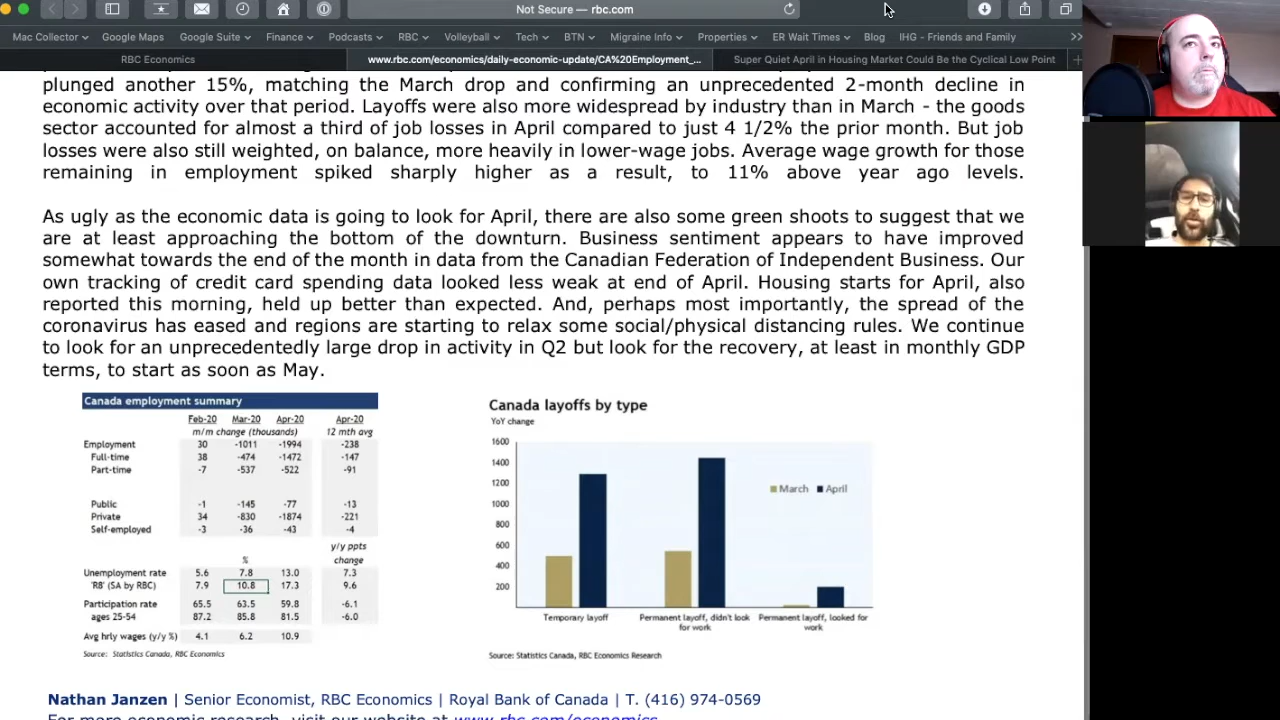 Not Secure — rbc.com
Mac Collector Google Maps Google Suite Finance Podcasts RBC Volleyball Tech BTN Migraine Info Properties ER Wait Times Blog IHG - Friends and Family
RBC Economics www.rbc.com/economics/daily-economic-update/CA%20Employment_... Super Quiet April in Housing Market Could Be the Cyclical Low Point
plunged another 15%, matching the March drop and confirming an unprecedented 2-month decline in
economic activity over that period. Layoffs were also more widespread by industry than in March - the goods
sector accounted for almost a third of job losses in April compared to just 4 1/2% the prior month. But job
losses were also still weighted, on balance, more heavily in lower-wage jobs. Average wage growth for those
remaining in employment spiked sharply higher as a result, to 11% above year ago levels.
As ugly as the economic data is going to look for April, there are also some green shoots to suggest that we
are at least approaching the bottom of the downturn. Business sentiment appears to have improved
somewhat towards the end of the month in data from the Canadian Federation of Independent Business. Our
own tracking of credit card spending data looked less weak at end of April. Housing starts for April, also
reported this morning, held up better than expected. And, perhaps most importantly, the spread of the
coronavirus has eased and regions are starting to relax some social/physical distancing rules. We continue
to look for an unprecedentedly large drop in activity in Q2 but look for the recovery, at least in monthly GDP
terms, to start as soon as May.
Canada employment summary
Feb-20 Mar-20 Apr-20 Apr-20
m/m change (thousands) 12 mth avg
Employment 30 -1011 -1994 -238
Full-time 38 -474 -1472 -147
Part-time -7 -537 -522 -91
Public -1 -145 -77 -13
Private 34 -830 -1874 -221
Self-employed -3 -36 -43 -4
y/y ppts
% change
Unemployment rate 5.6 7.8 13.0 7.3
'R8' (SA by RBC) 7.9 10.8 17.3 9.6
Participation rate 65.5 63.5 59.8 -6.1
ages 25-54 87.2 85.8 81.5 -6.0
Avg hrly wages (y/y %) 4.1 6.2 10.9
Source: Statistics Canada, RBC Economics
Canada layoffs by type
YoY change
1600
1400
1200
1000
800
600
400
200
March April
Temporary layoff
Permanent layoff, didn't look
for work
Permanent layoff, looked for
work
Source: Statistics Canada, RBC Economics Research
Nathan Janzen | Senior Economist, RBC Economics | Royal Bank of Canada | T. (416) 974-0569
For more economic research, visit our website at www.rbc.com/economics